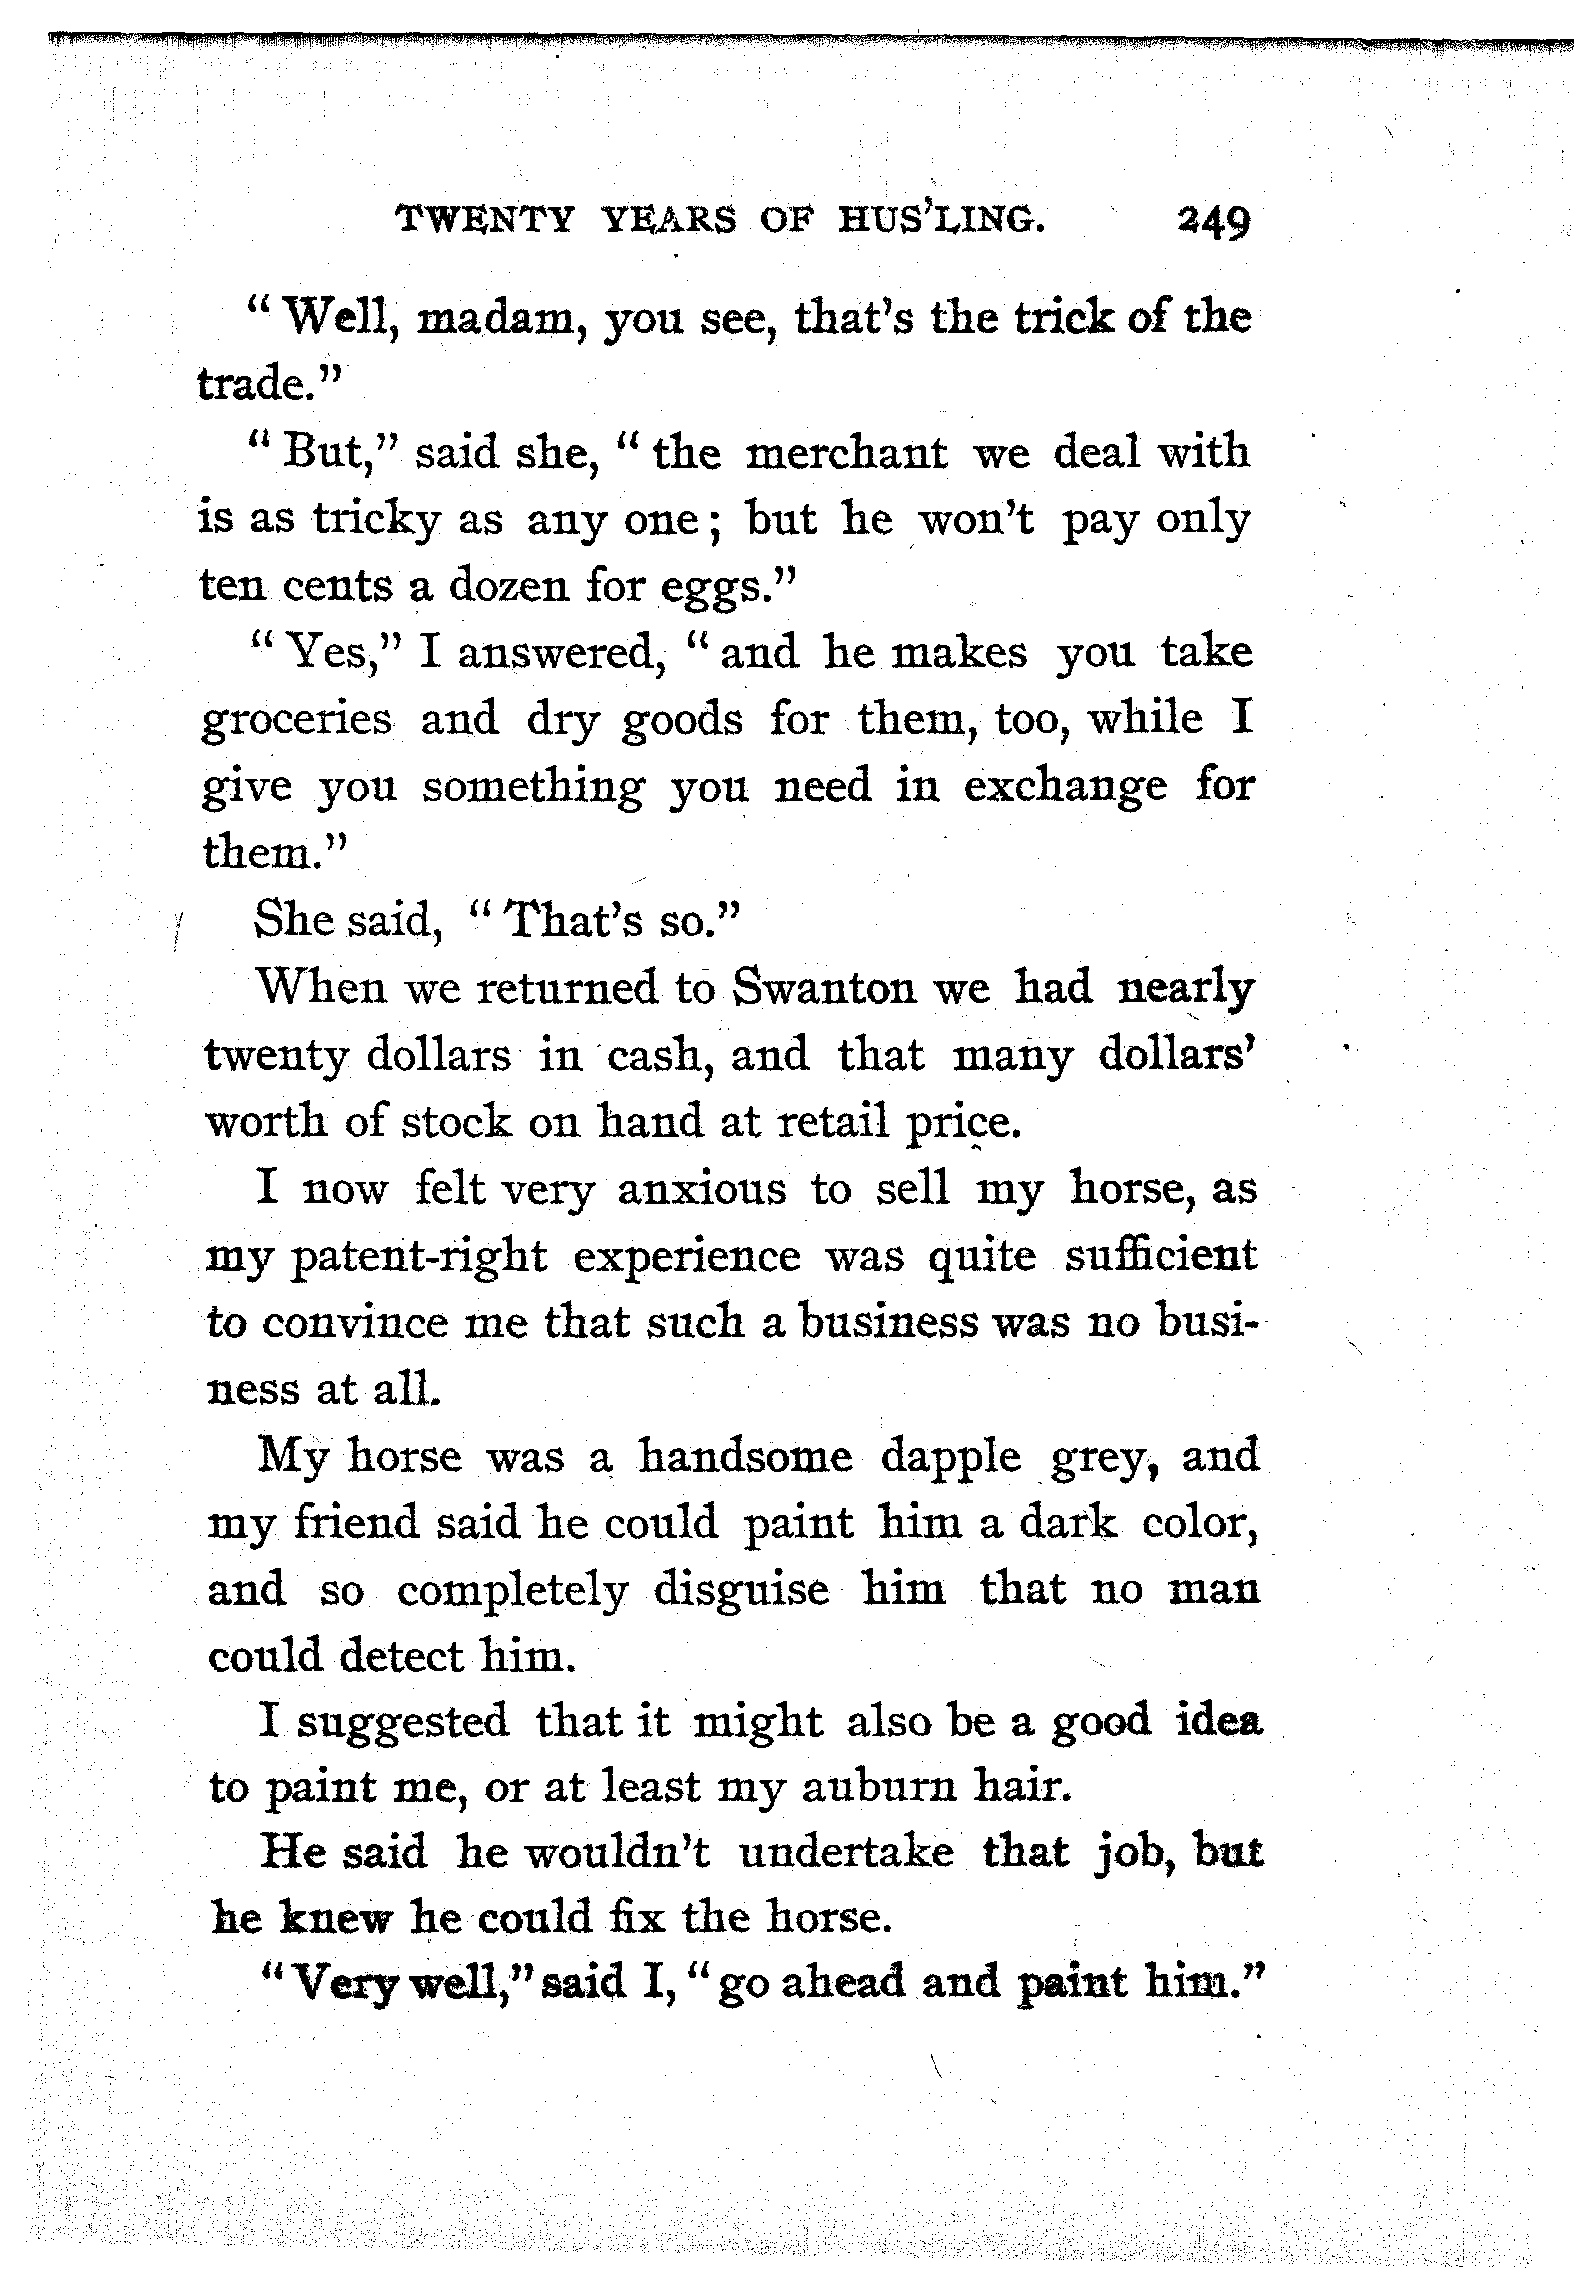 TWENTY YEARS OF HUS'LING. 249
"Well, madam, you see, that's the trick of the
trade."
"But," said she, "the merchant we deal with
is as tricky as any one; but he won't pay only
ten cents a dozen for eggs."
"Yes," I answered, "and he makes you take
groceries and dry goods for them, too, while I
give you something you need in exchange for
them."
She said, "That's so."
When we returned to Swanton we had nearly
twenty dollars in cash, and that many dollars'
worth of stock on hand at retail price.
I now felt very anxious to sell my horse, as
my patent-right experience was quite sufficient
to convince me that such a business was no busi-
ness at all.
My horse was a handsome dapple grey, and
my friend said he could paint him a dark color,
and so completely disguise him that no man
could detect him.
I suggested that it might also be a good idea
to paint me, or at least my auburn hair.
He said he wouldn't undertake that job, but
he knew he could fix the horse.
"Very well," said I, "go ahead and paint him."